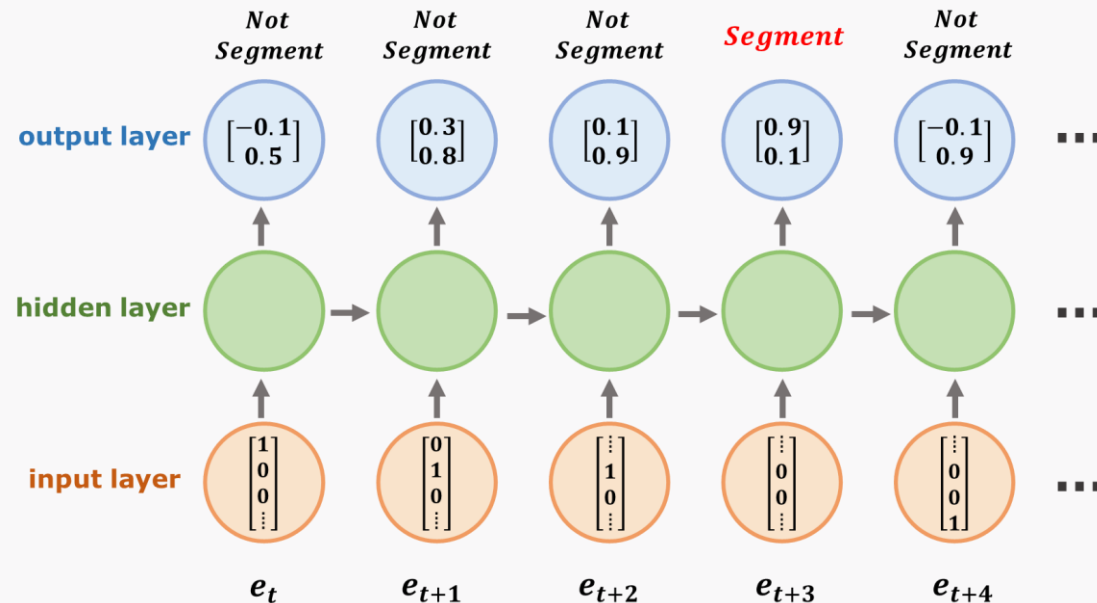 Not Not Not Segment Not
Segment Segment Segment Segment
output layer [−0.1 0.5] [0.3 0.8] [0.1 0.9] [0.9 0.1] [−0.1 0.9] ...
hidden layer ...
input layer [1 0 0 ⋮] [0 1 0 ⋮] [⋮ 1 0 ⋮] [⋮ 0 0 ⋮] [⋮ 0 0 1] ...
e_t e_{t+1} e_{t+2} e_{t+3} e_{t+4}